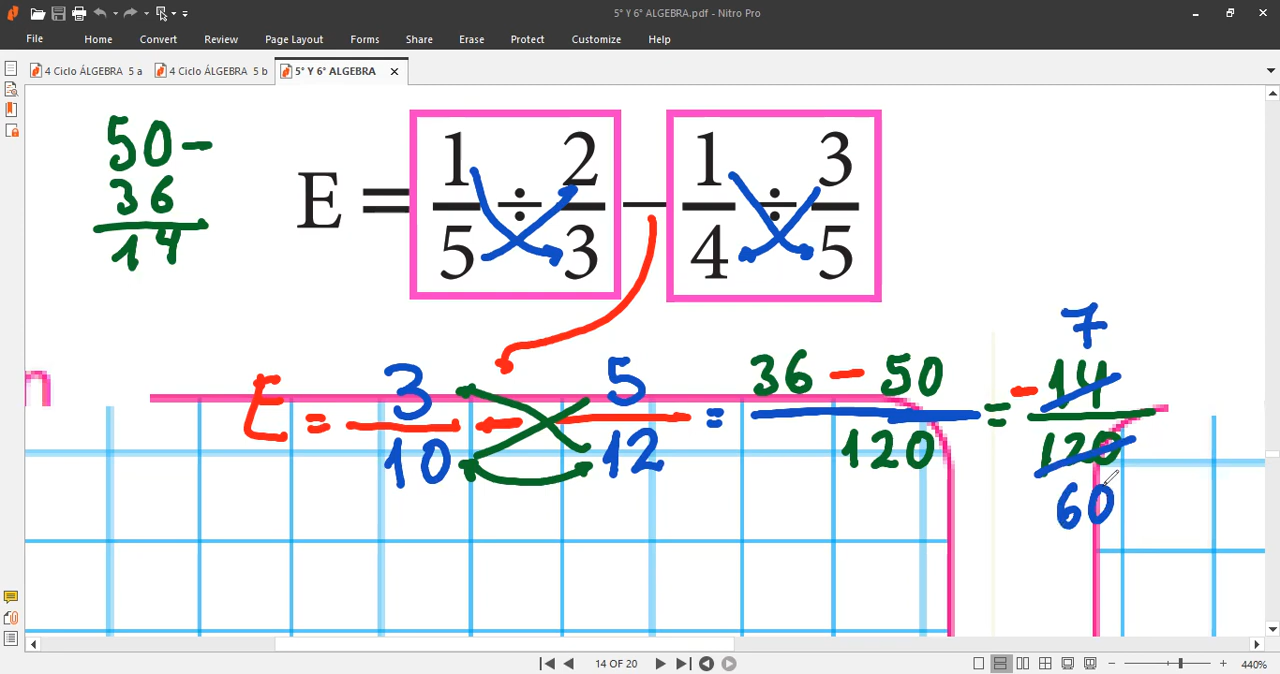 5° Y 6° ALGEBRA.pdf - Nitro Pro
File Home Convert Review Page Layout Forms Share Erase Protect Customize Help
4 Ciclo ÁLGEBRA 5 a 4 Ciclo ÁLGEBRA 5 b 5° Y 6° ALGEBRA
50 -
36
14
E = 1/5 ÷ 2/3 — 1/4 ÷ 3/5
E = 3/10 - 5/12 = 36 - 50/120 = - 14/120
7
60
n
14 OF 20
440%